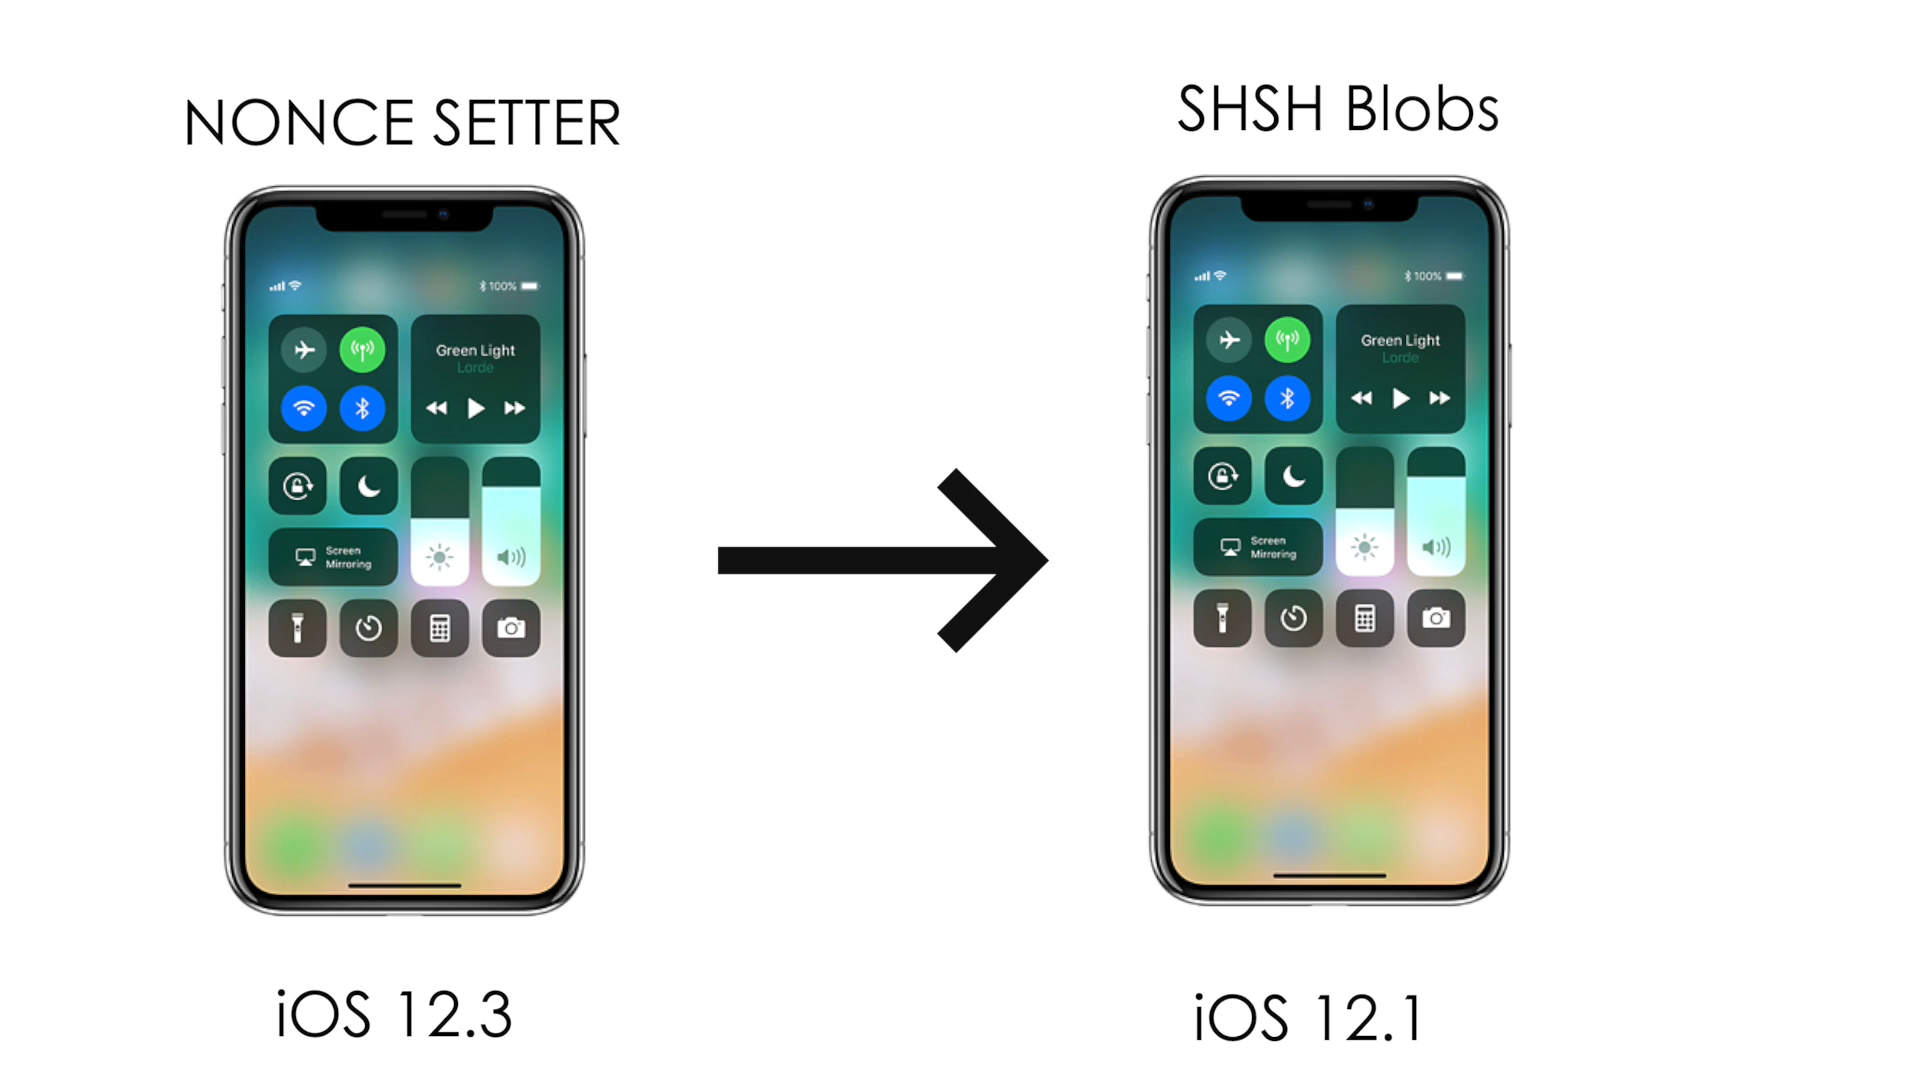 NONCE SETTER
SHSH Blobs
100%
Green Light
Lorde
Screen
Mirroring
100%
Green Light
Lorde
Screen
Mirroring
iOS 12.3
iOS 12.1